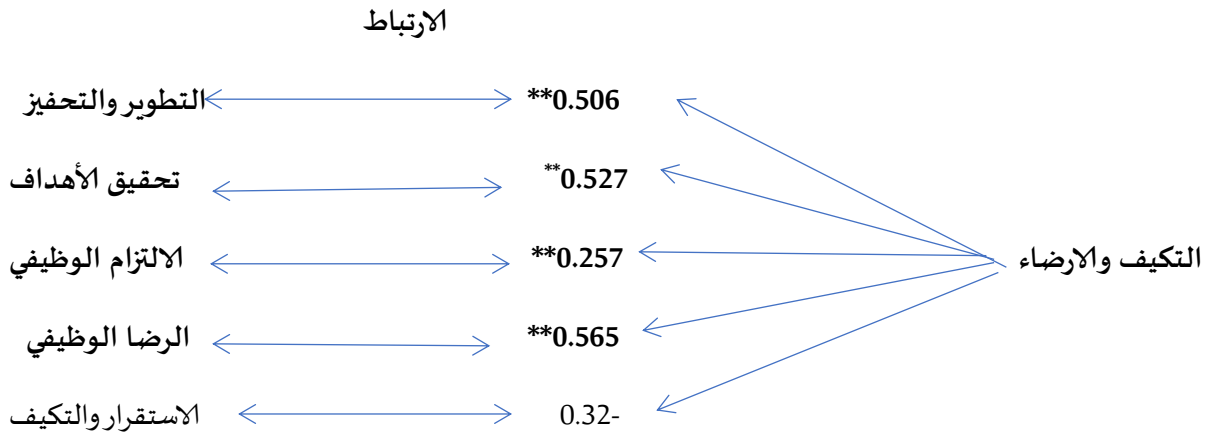 الارتباط
**0.506 التطوير والتحفيز
**0.527 تحقيق الأهداف
التكيف والارضاء **0.257 الالتزام الوظيفي
**0.565 الرضا الوظيفي
0.32- الاستقرار والتكيف